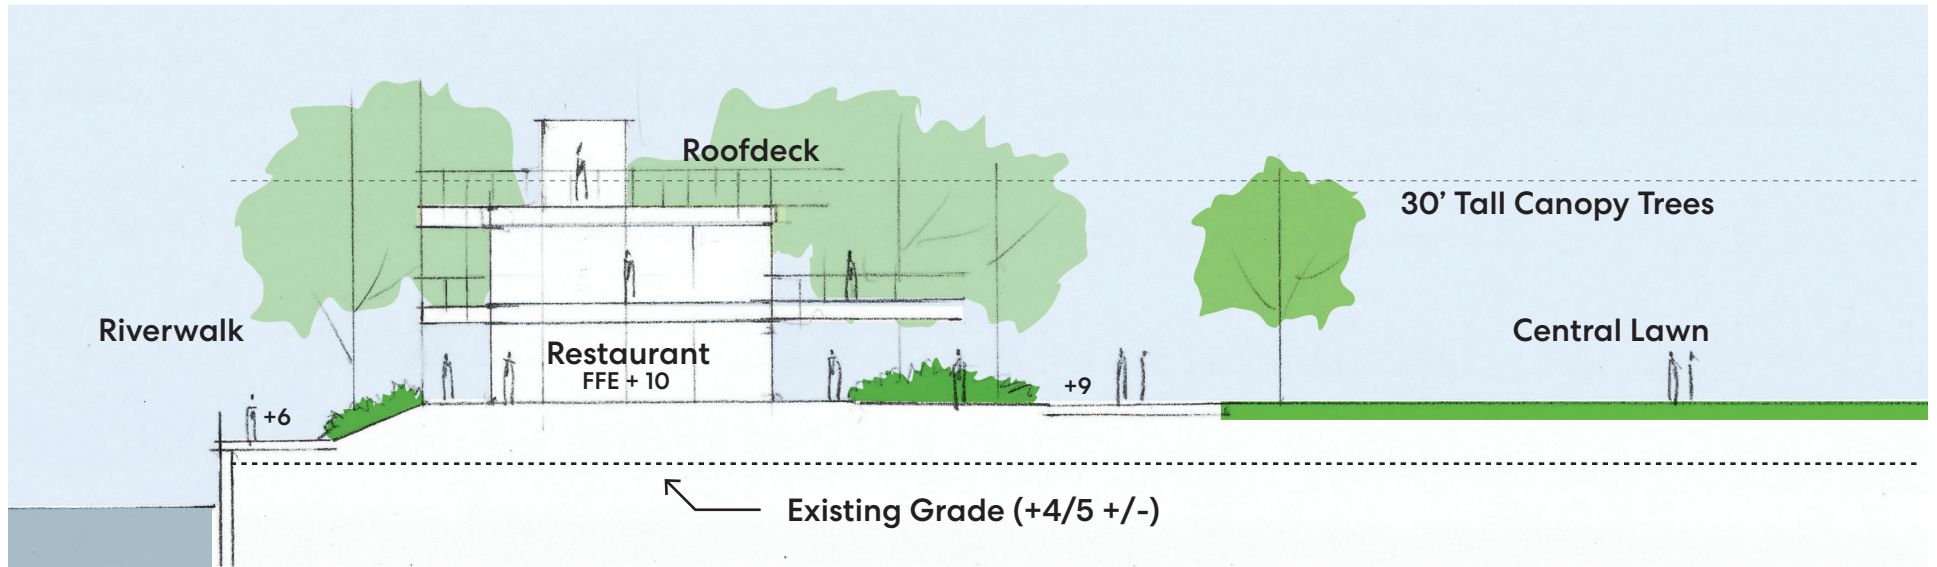 Roofdeck
30’ Tall Canopy Trees
Riverwalk
Central Lawn
Restaurant
FFE + 10
+9
+6
Existing Grade (+4/5 +/-)